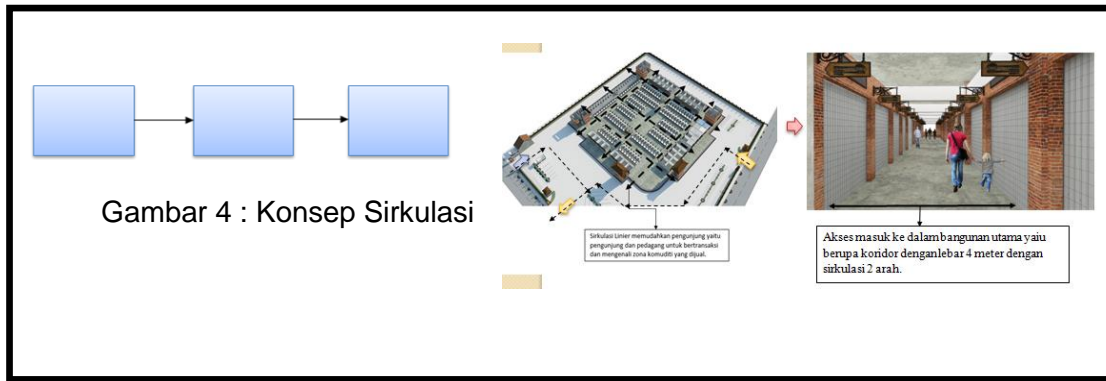 Gambar 4 : Konsep Sirkulasi
Sirkulasi Linier memudahkan pengunjung yaitu
pengunjung dan pedagang untuk bertransaksi
dan mengenali zona komuditi yang dijual.
Akses masuk ke dalam bangunan utama yaiu
berupa koridor denganlebar 4 meter dengan
sirkulasi 2 arah.